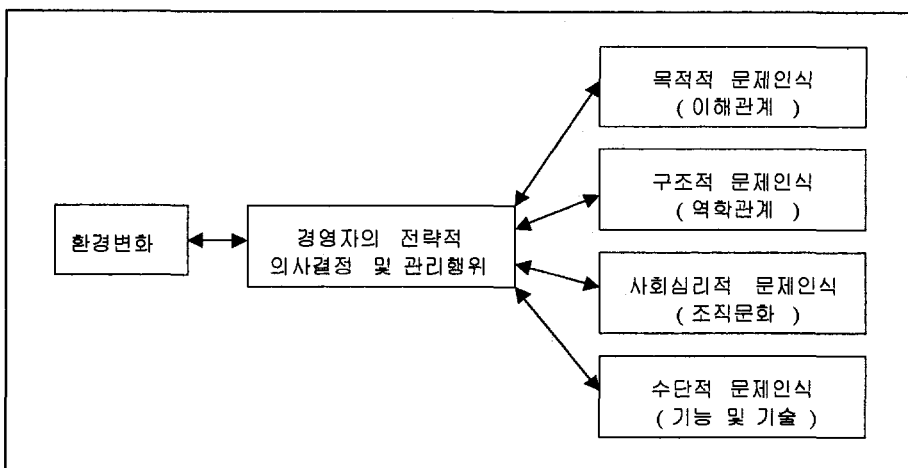 환경변화
경영자의 전략적
의사결정 및 관리행위
목적적 문제인식
( 이해관계 )
구조적 문제인식
( 역학관계 )
사회심리적 문제인식
( 조직문화 )
수단적 문제인식
( 기능 및 기술 )